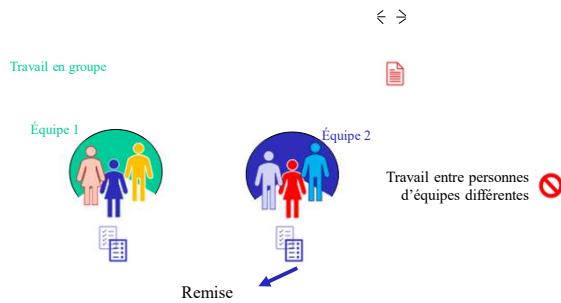 Travail en groupe
Équipe 1
Équipe 2
Travail entre personnes
d’équipes différentes
Remise